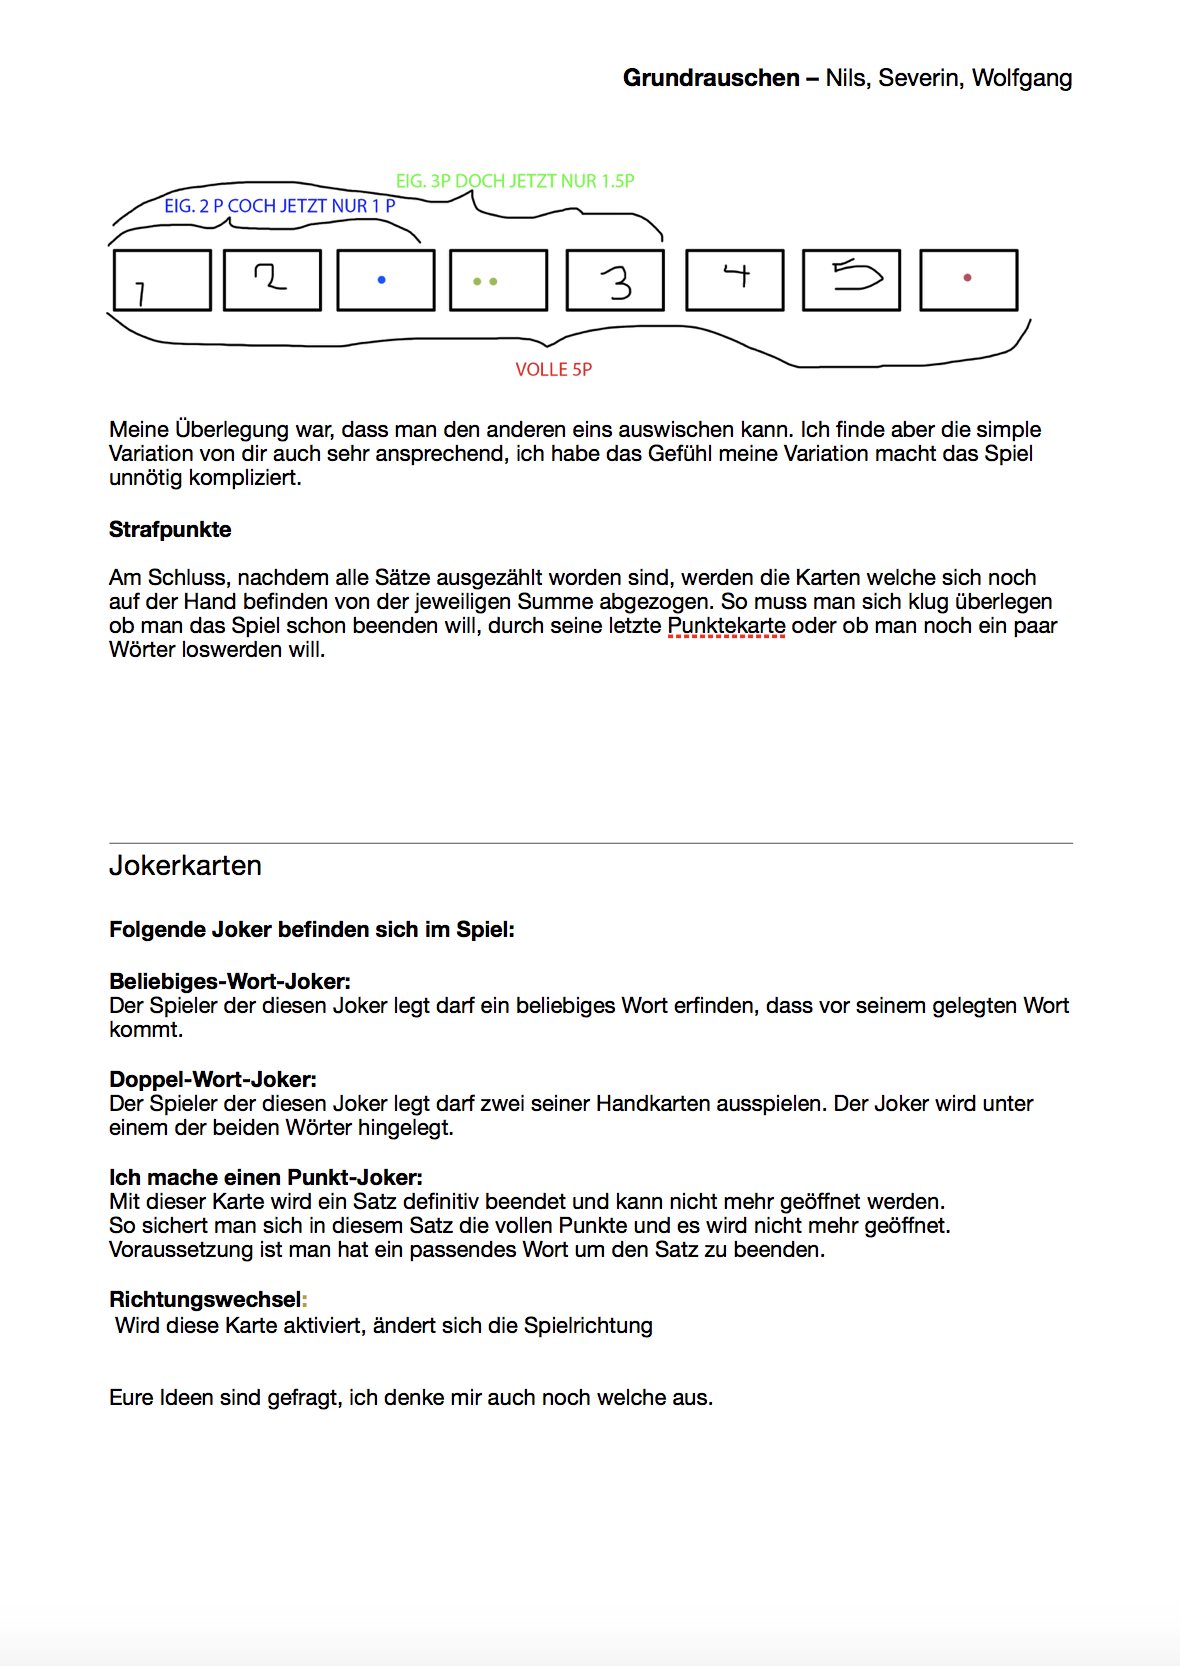 Grundrauschen – Nils, Severin, Wolfgang
EIG. 3P DOCH JETZT NUR 1.5P
EIG. 2 P COCH JETZT NUR 1 P
1 2 • •• 3 4 5 •
VOLLE 5P
Meine Überlegung war, dass man den anderen eins auswischen kann. Ich finde aber die simple
Variation von dir auch sehr ansprechend, ich habe das Gefühl meine Variation macht das Spiel
unnötig kompliziert.
Strafpunkte
Am Schluss, nachdem alle Sätze ausgezählt worden sind, werden die Karten welche sich noch
auf der Hand befinden von der jeweiligen Summe abgezogen. So muss man sich klug überlegen
ob man das Spiel schon beenden will, durch seine letzte Punktekarte oder ob man noch ein paar
Wörter loswerden will.
Jokerkarten
Folgende Joker befinden sich im Spiel:
Beliebiges-Wort-Joker:
Der Spieler der diesen Joker legt darf ein beliebiges Wort erfinden, dass vor seinem gelegten Wort
kommt.
Doppel-Wort-Joker:
Der Spieler der diesen Joker legt darf zwei seiner Handkarten ausspielen. Der Joker wird unter
einem der beiden Wörter hingelegt.
Ich mache einen Punkt-Joker:
Mit dieser Karte wird ein Satz definitiv beendet und kann nicht mehr geöffnet werden.
So sichert man sich in diesem Satz die vollen Punkte und es wird nicht mehr geöffnet.
Voraussetzung ist man hat ein passendes Wort um den Satz zu beenden.
Richtungswechsel:
Wird diese Karte aktiviert, ändert sich die Spielrichtung
Eure Ideen sind gefragt, ich denke mir auch noch welche aus.